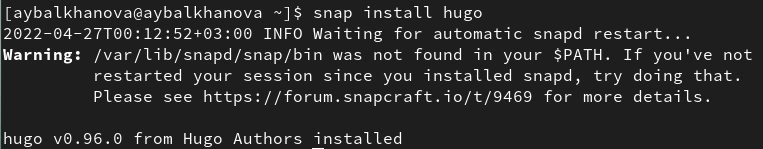 [aybalkhanova@aybalkhanova ~]$ snap install hugo
2022-04-27T00:12:52+03:00 INFO Waiting for automatic snapd restart...
Warning: /var/lib/snapd/snap/bin was not found in your $PATH. If you've not
restarted your session since you installed snapd, try doing that.
Please see https://forum.snapcraft.io/t/9469 for more details.
hugo v0.96.0 from Hugo Authors installed